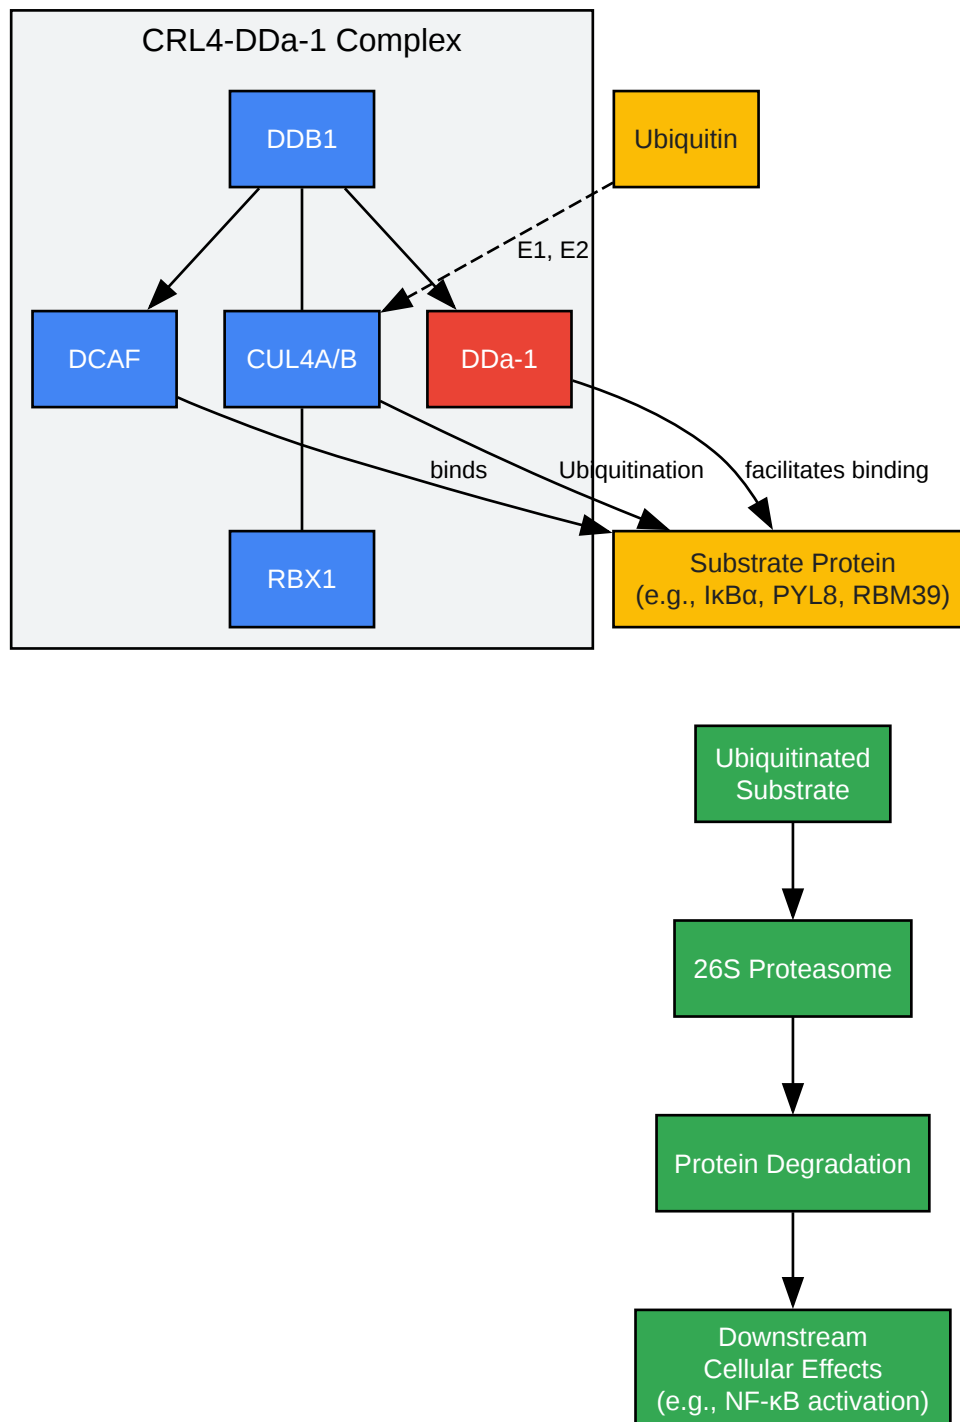 CRL4-DDa-1 Complex
DDB1
Ubiquitin
E1, E2
DCAF
CUL4A/B
DDa-1
binds
Ubiquitination
facilitates binding
RBX1
Substrate Protein
(e.g., IκBα, PYL8, RBM39)
Ubiquitinated
Substrate
26S Proteasome
Protein Degradation
Downstream
Cellular Effects
(e.g., NF-κB activation)